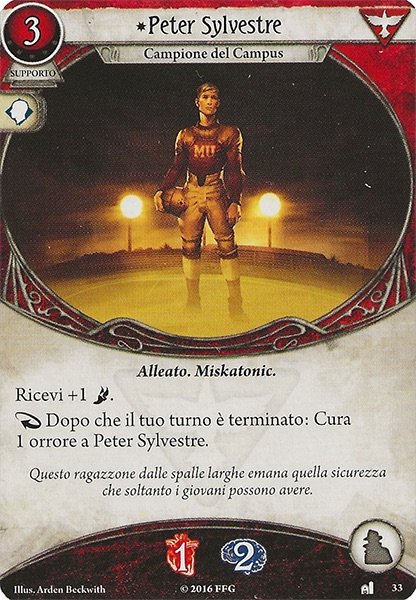 3
*Peter Sylvestre
Campione del Campus
SUPPORTO
MU
Alleato. Miskatonic.
Ricevi +1 .
Dopo che il tuo turno è terminato: Cura
1 orrore a Peter Sylvestre.
Questo ragazzone dalle spalle larghe emana quella sicurezza
che soltanto i giovani possono avere.
1
2
Illus. Arden Beckwith
© 2016 FFG
33